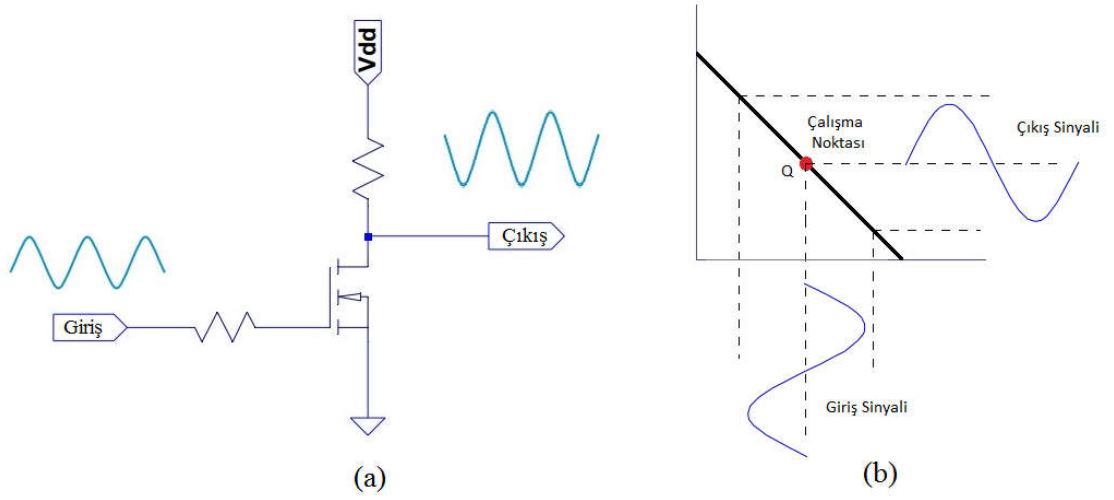 Vdd
Çıkış
Giriş
(a)
Çalışma
Noktası
Q
Çıkış Sinyali
Giriş Sinyali
(b)